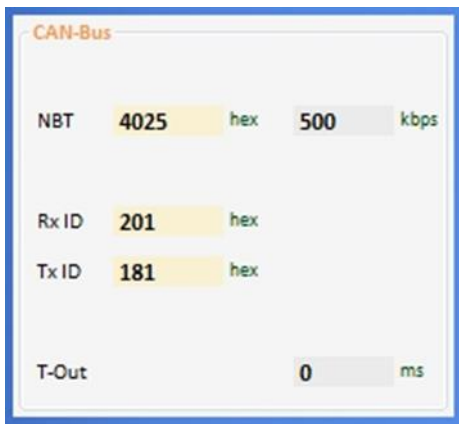 CAN-Bus
NBT 4025 hex 500 kbps
Rx ID 201 hex
Tx ID 181 hex
T-Out 0 ms